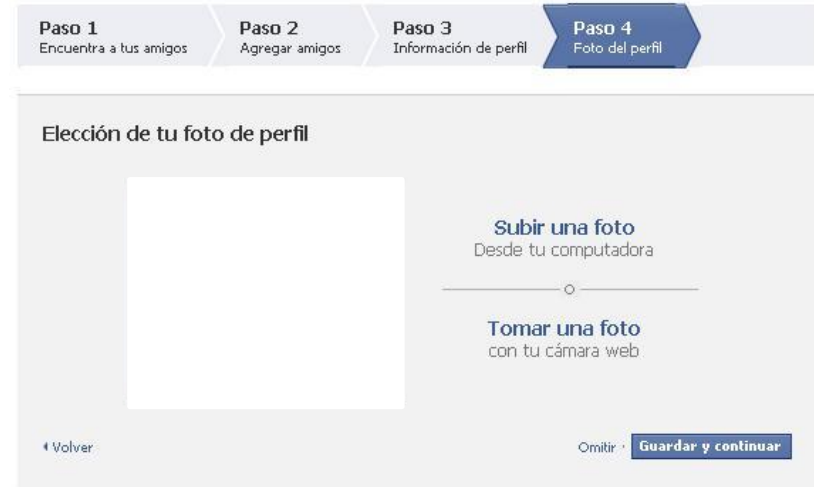 Paso 1
Encuentra a tus amigos
Paso 2
Agregar amigos
Paso 3
Información de perfil
Paso 4
Foto del perfil
Elección de tu foto de perfil
Subir una foto
Desde tu computadora
Tomar una foto
con tu cámara web
Volver
Omitir · Guardar y continuar